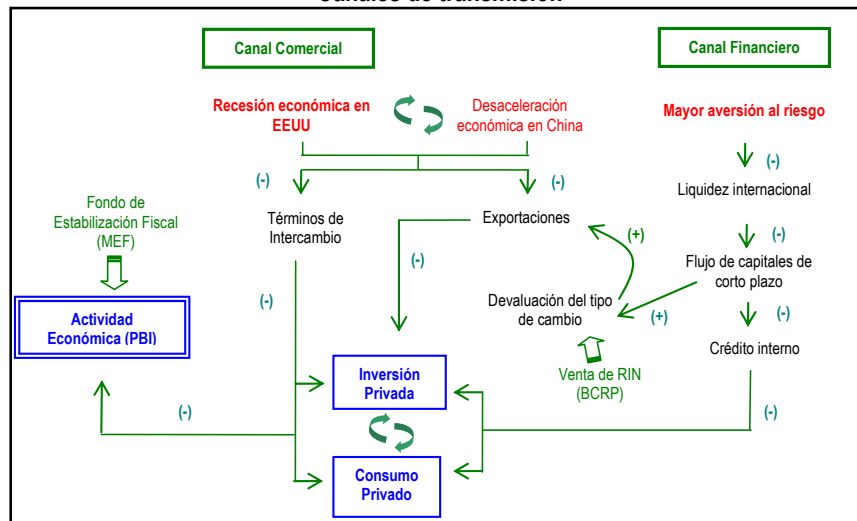 Canales de transmisión
Canal Comercial
Canal Financiero
Recesión económica en
EEUU
Desaceleración
económica en China
Mayor aversión al riesgo
(-)
(-)
(-)
Liquidez internacional
Fondo de
Estabilización Fiscal
(MEF)
Términos de
Intercambio
Exportaciones
(+)
(-)
(-)
Flujo de capitales de
corto plazo
(-)
Actividad
Económica (PBI)
Devaluación del tipo
de cambio
(+)
(-)
Crédito interno
Venta de RIN
(BCRP)
Inversión
Privada
(-)
(-)
Consumo
Privado